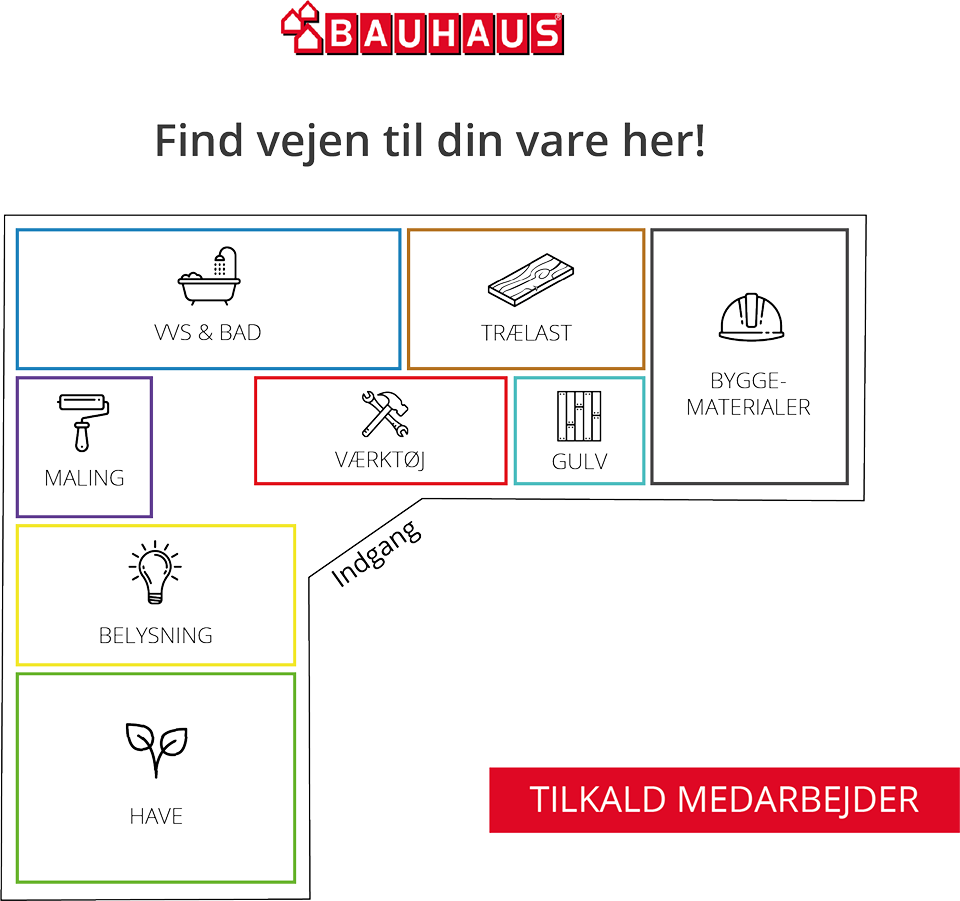 BAUHAUS®
Find vejen til din vare her!
VVS & BAD
TRÆLAST
BYGGE-
MATERIALER
MALING
VÆRKTØJ
GULV
Indgang
BELYSNING
HAVE
TILKALD MEDARBEJDER